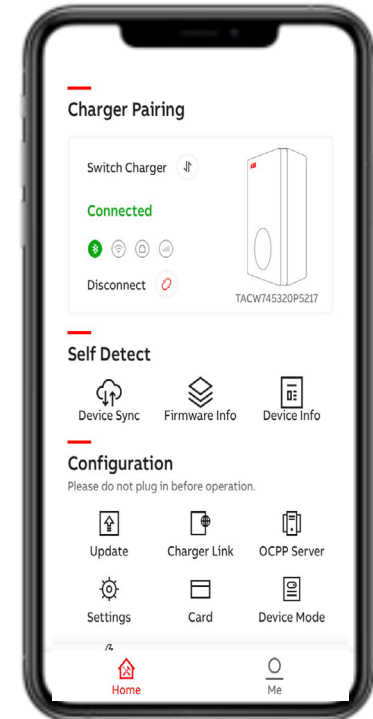 Charger Pairing
Switch Charger
ABB
Connected
Disconnect
TACW745320P5217
Self Detect
Device Sync Firmware Info Device Info
Configuration
Please do not plug in before operation.
Update Charger Link OCPP Server
Settings Card Device Mode
Home Me